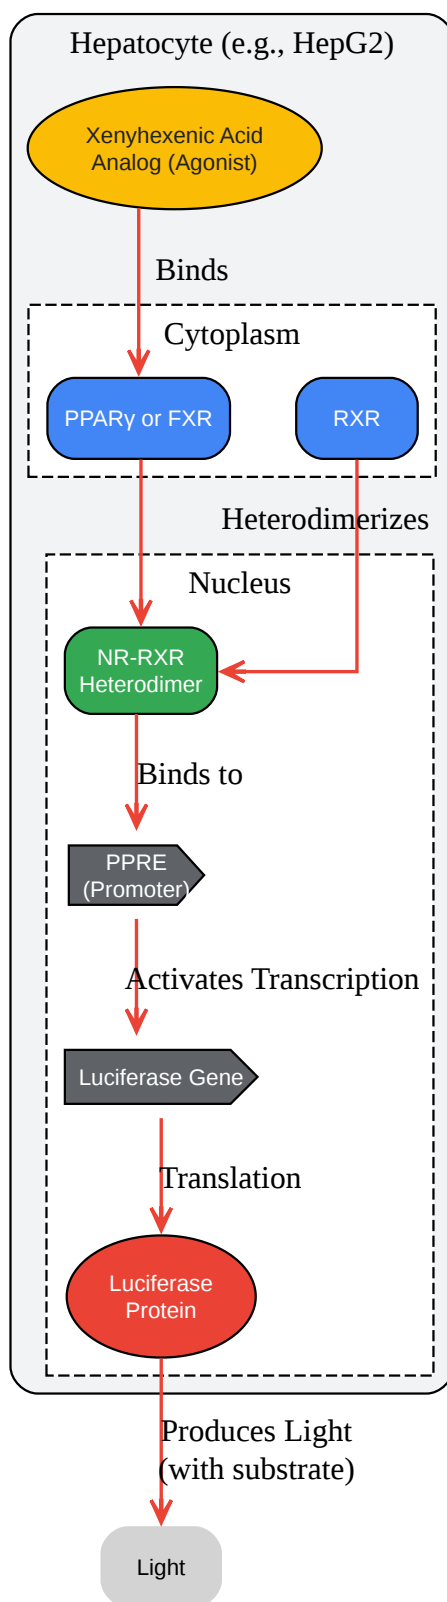 Hepatocyte (e.g., HepG2)
Xenyhexenic Acid
Analog (Agonist)
Binds
Cytoplasm
PPARγ or FXR
RXR
Heterodimerizes
Nucleus
NR-RXR
Heterodimer
Binds to
PPRE
(Promoter)
Activates Transcription
Luciferase Gene
Translation
Luciferase
Protein
Produces Light
(with substrate)
Light